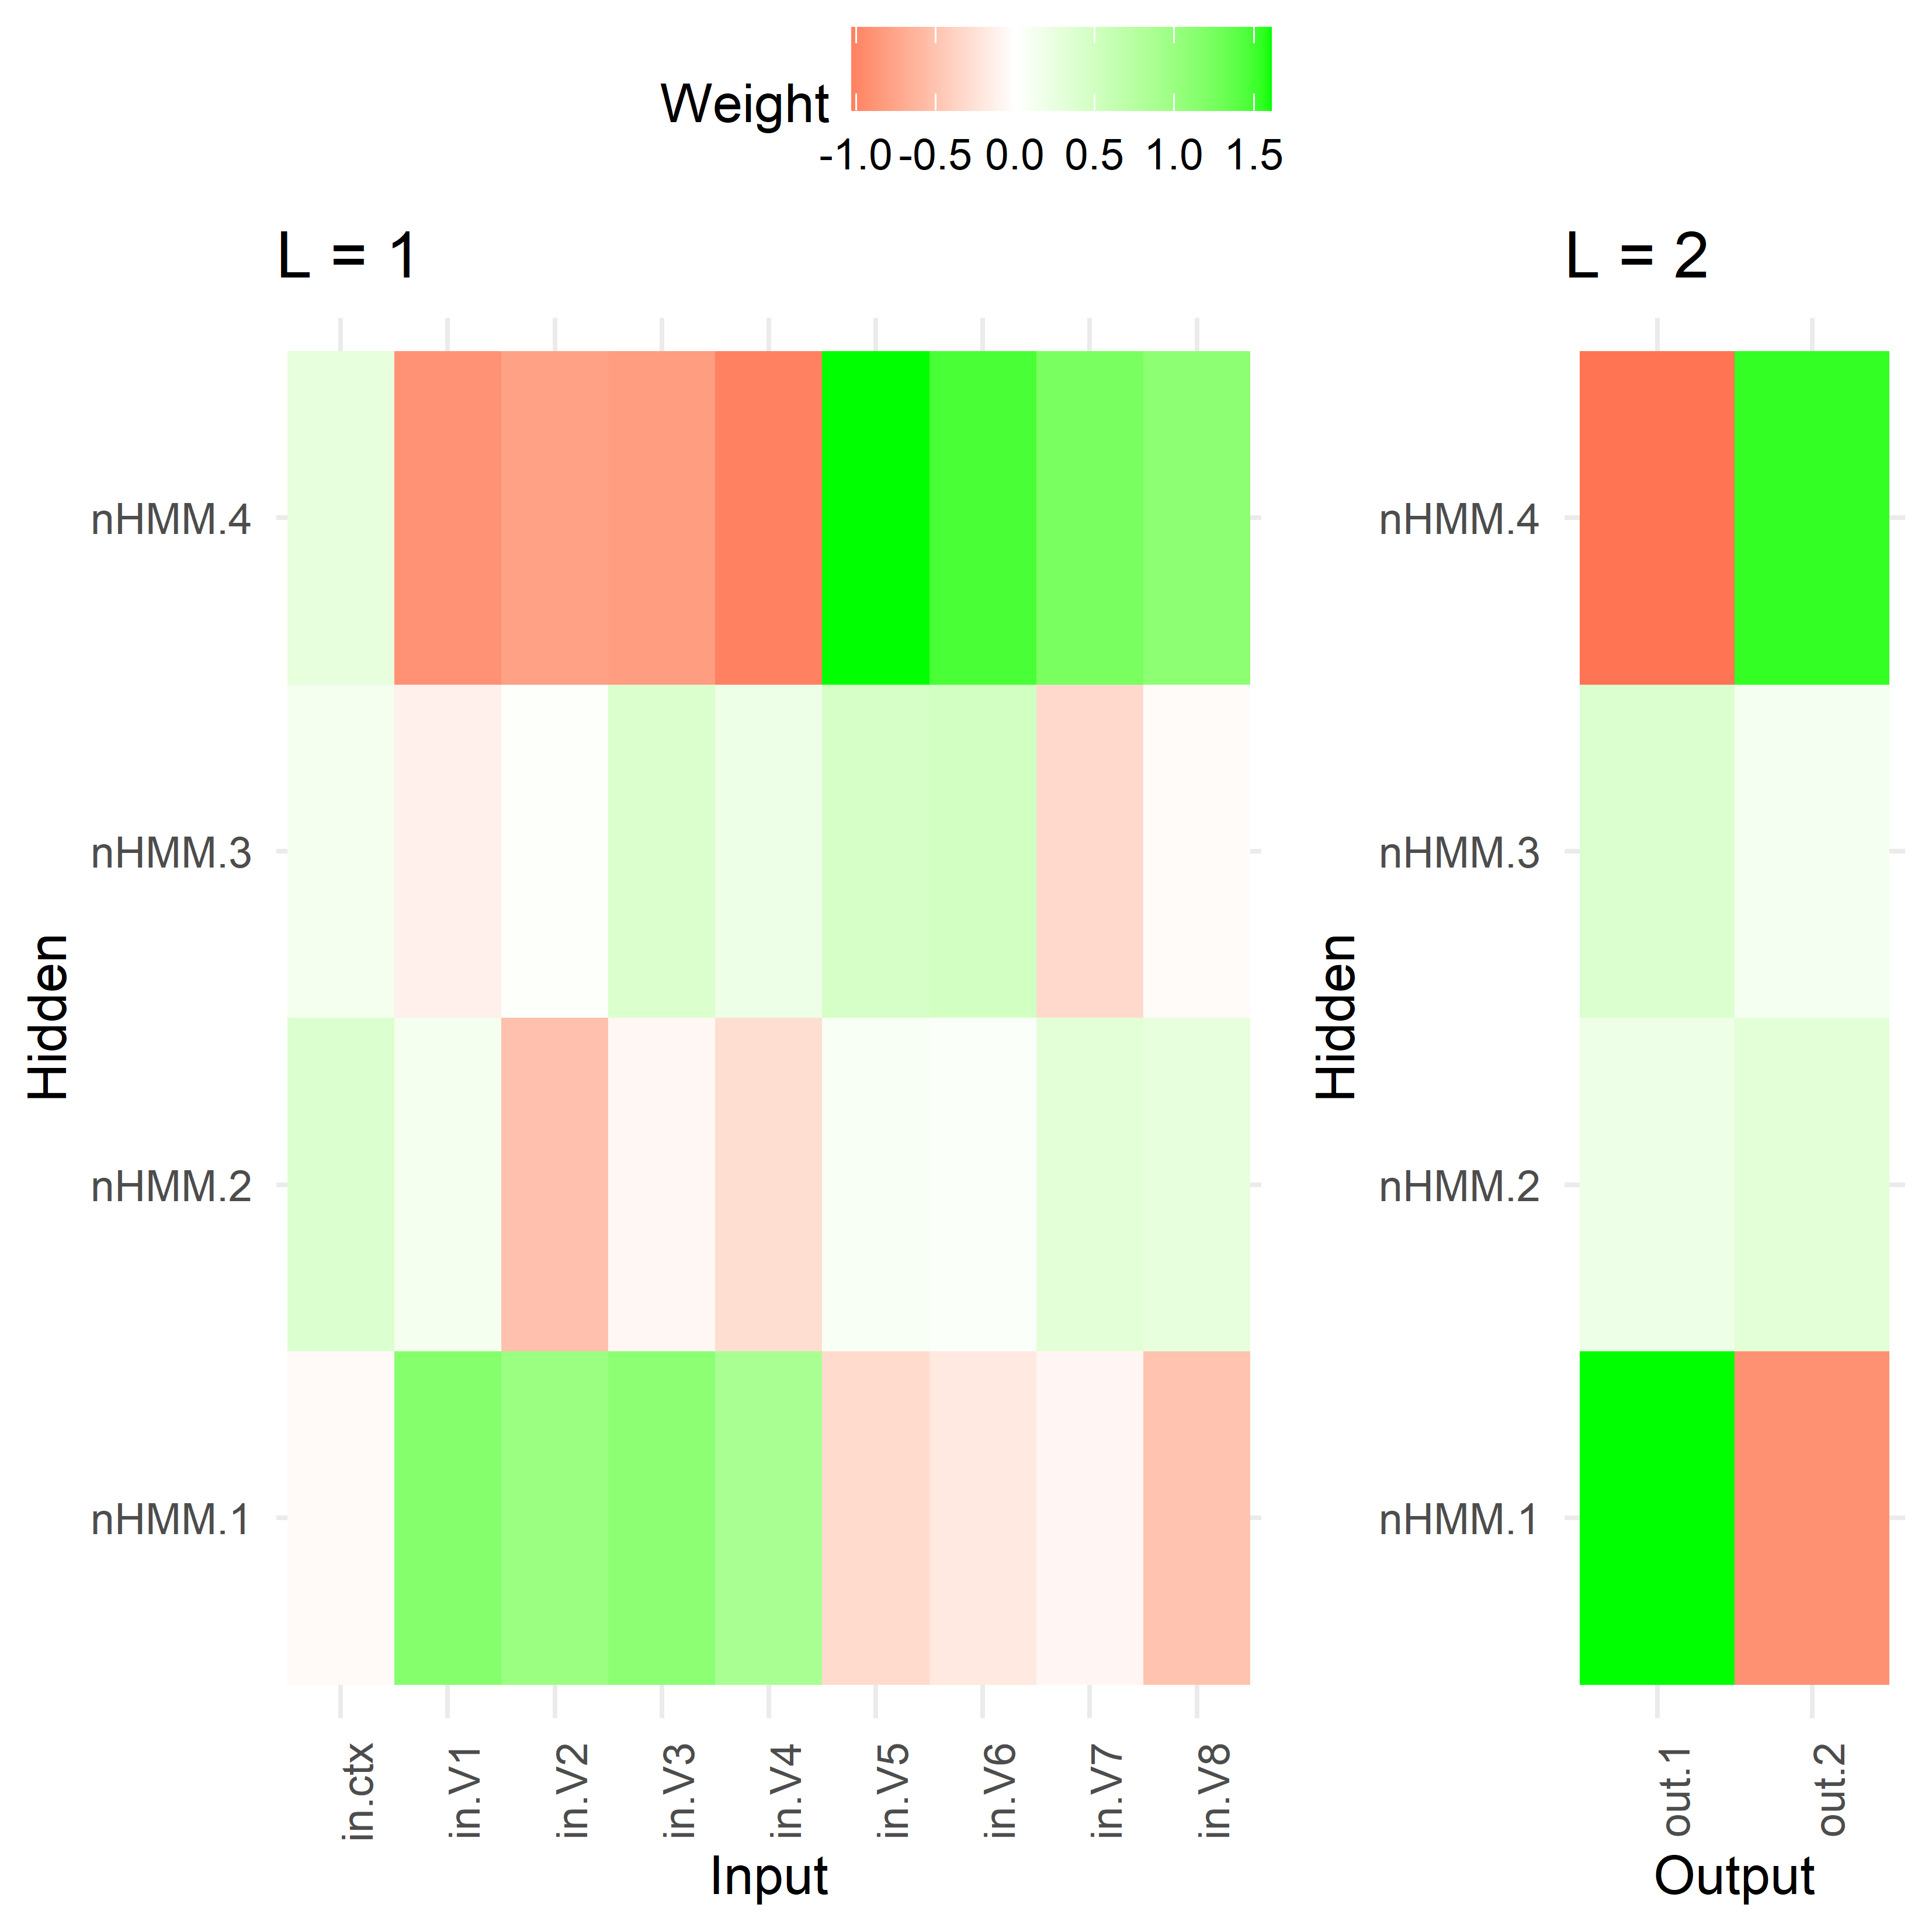 Weight
-1.0 -0.5 0.0 0.5 1.0 1.5
L = 1
Hidden
nHMM.4
nHMM.3
nHMM.2
nHMM.1
in.ctx in.V1 in.V2 in.V3 in.V4 in.V5 in.V6 in.V7 in.V8
Input
L = 2
Hidden
nHMM.4
nHMM.3
nHMM.2
nHMM.1
out.1 out.2
Output